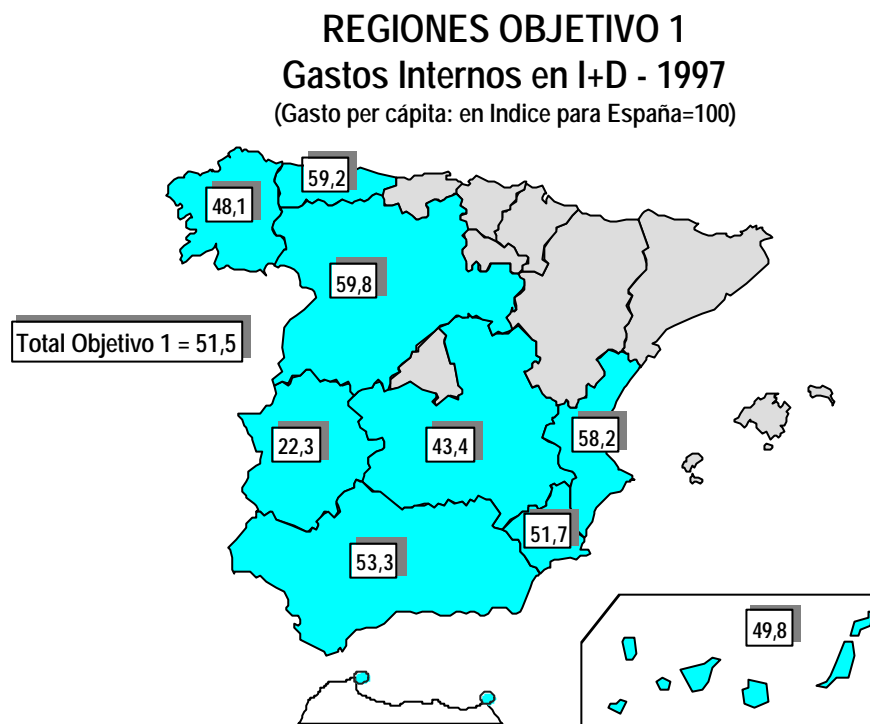 REGIONES OBJETIVO 1
Gastos Internos en I+D - 1997
(Gasto per cápita: en Indice para España=100)
59,2
48,1
59,8
Total Objetivo 1 = 51,5
22,3
43,4
58,2
51,7
53,3
49,8